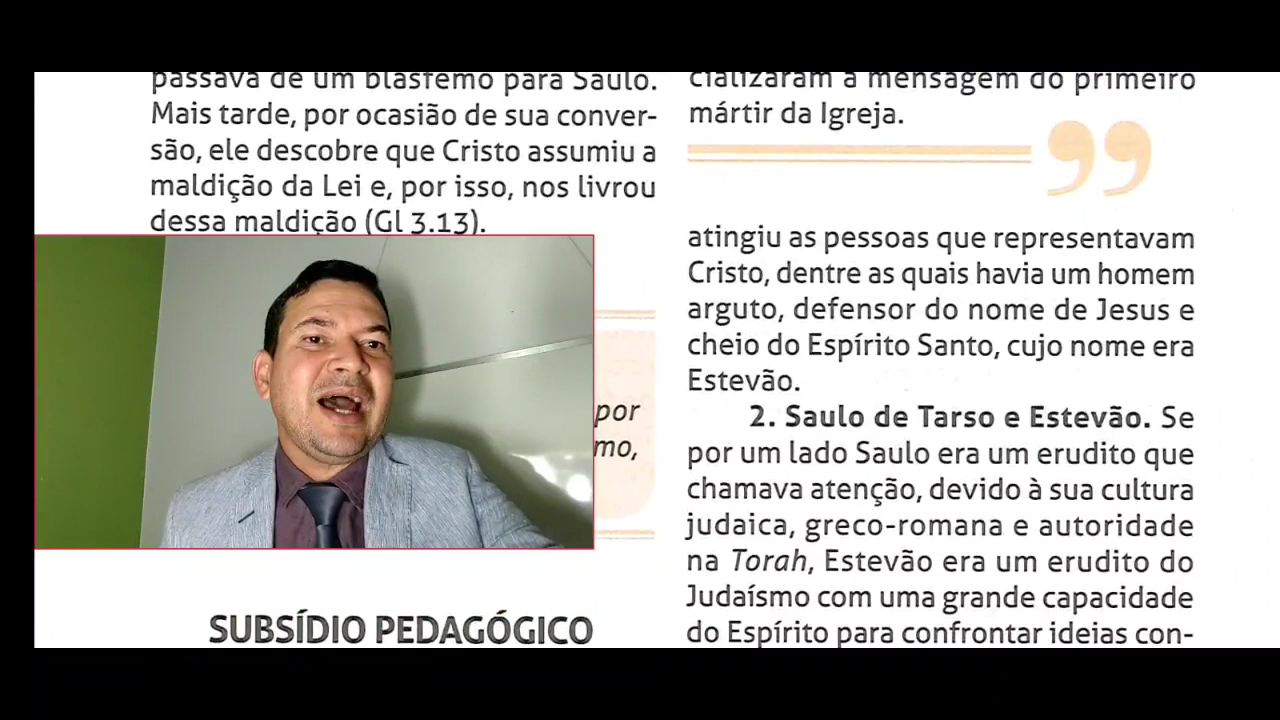 passava de um blasfemo para Saulo.
Mais tarde, por ocasião de sua conver-
são, ele descobre que Cristo assumiu a
maldição da Lei e, por isso, nos livrou
dessa maldição (Gl 3.13).
por
mo,
SUBSÍDIO PEDAGÓGICO
cializaram a mensagem do primeiro
mártir da Igreja.
”
atingiu as pessoas que representavam
Cristo, dentre as quais havia um homem
arguto, defensor do nome de Jesus e
cheio do Espírito Santo, cujo nome era
Estevão.
2. Saulo de Tarso e Estevão. Se
por um lado Saulo era um erudito que
chamava atenção, devido à sua cultura
judaica, greco-romana e autoridade
na Torah, Estevão era um erudito do
Judaísmo com uma grande capacidade
do Espírito para confrontar ideias con-